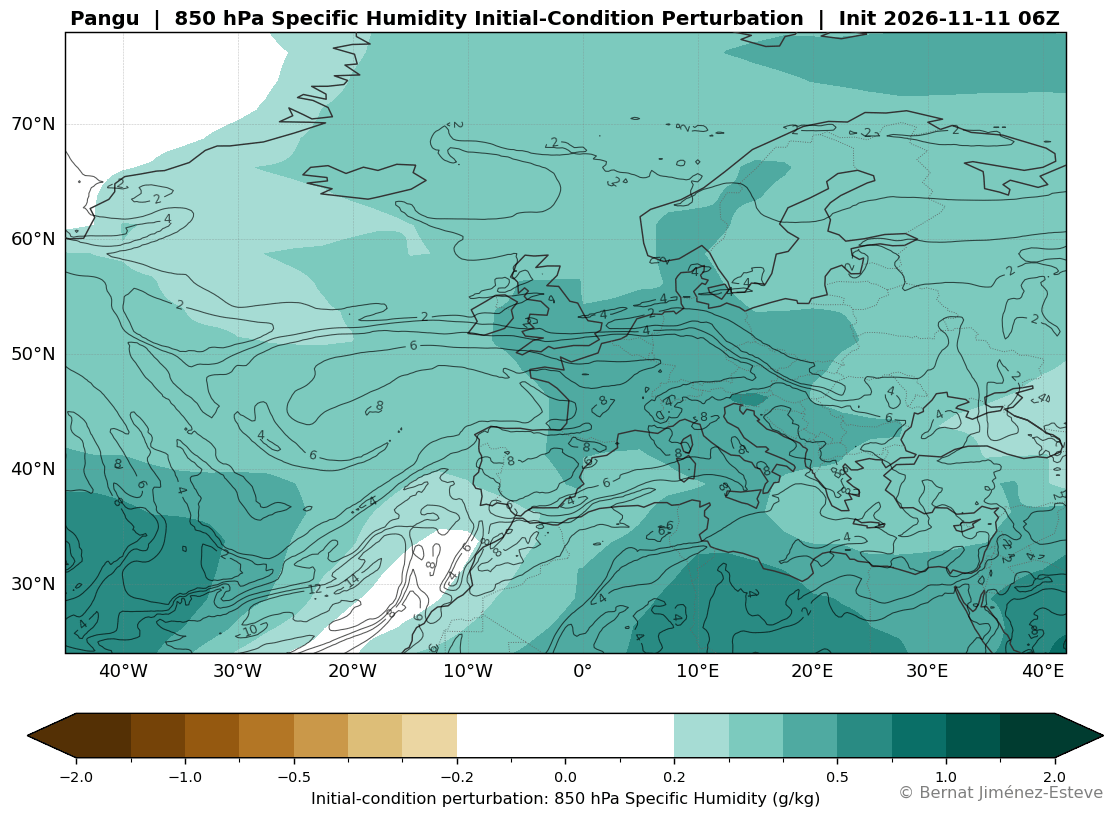 Pangu | 850 hPa Specific Humidity Initial-Condition Perturbation | Init 2026-11-11 06Z
70°N
60°N
50°N
40°N
30°N
40°W 30°W 20°W 10°W 0° 10°E 20°E 30°E 40°E
−2.0 −1.0 −0.5 −0.2 0.0 0.2 0.5 1.0 2.0
Initial-condition perturbation: 850 hPa Specific Humidity (g/kg)
© Bernat Jiménez-Esteve